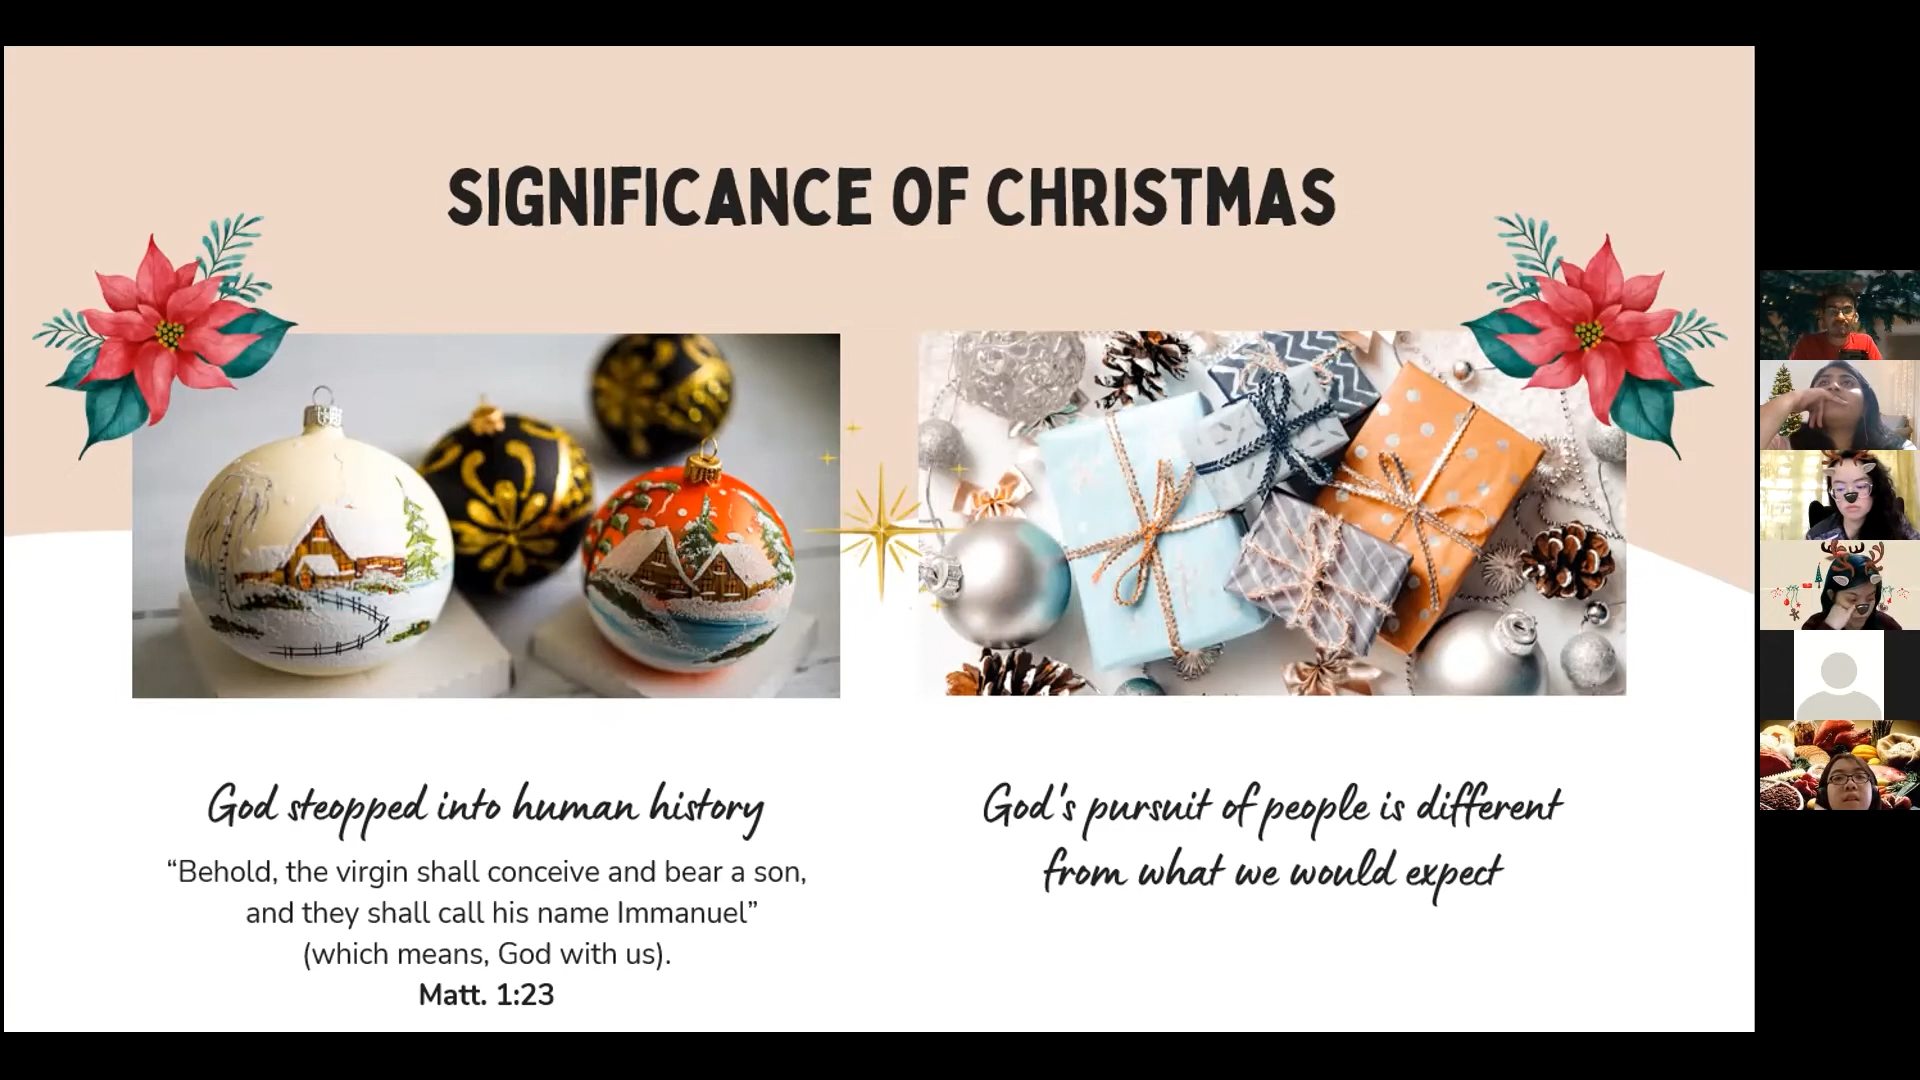 SIGNIFICANCE OF CHRISTMAS
God steopped into human history
“Behold, the virgin shall conceive and bear a son,
and they shall call his name Immanuel”
(which means, God with us).
Matt. 1:23
God's pursuit of people is different
from what we would expect